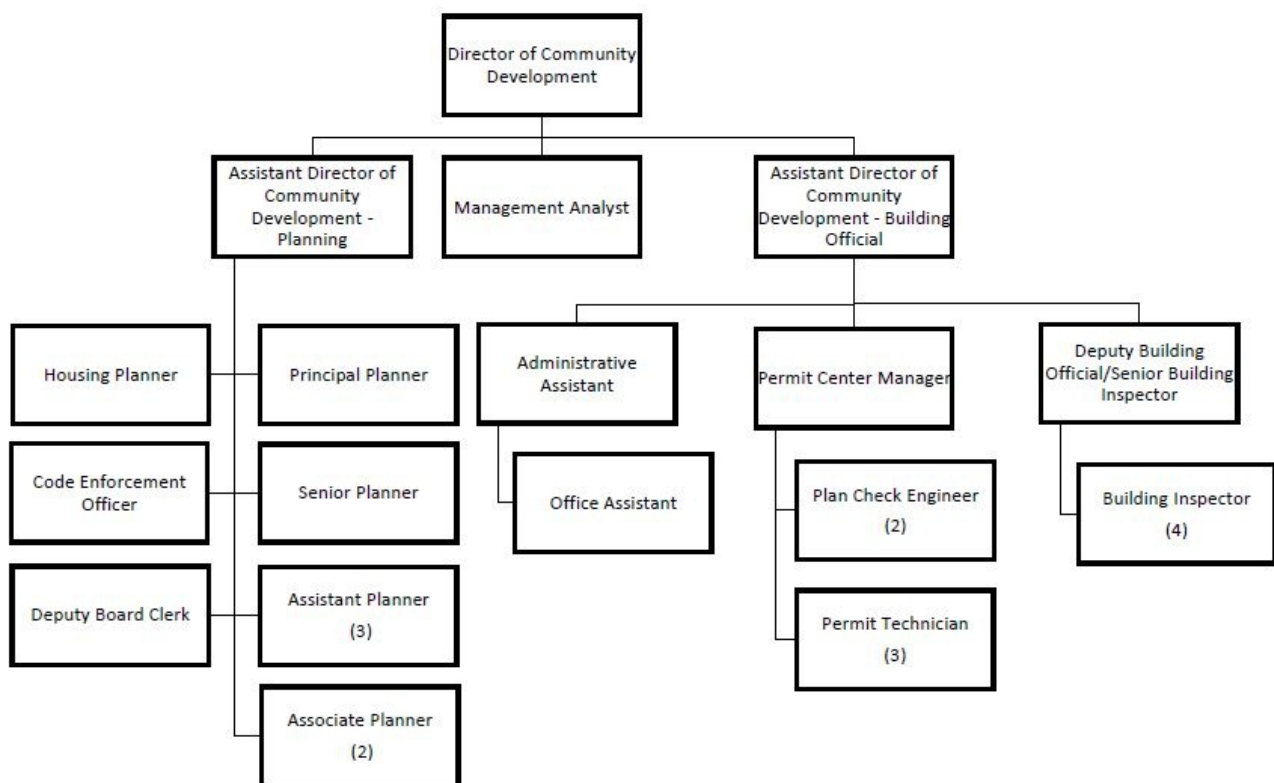 Director of Community
Development
Assistant Director of
Community
Development -
Planning
Management Analyst
Assistant Director of
Community
Development - Building
Official
Housing Planner
Principal Planner
Administrative
Assistant
Permit Center Manager
Deputy Building
Official/Senior Building
Inspector
Code Enforcement
Officer
Senior Planner
Office Assistant
Plan Check Engineer
(2)
Building Inspector
(4)
Deputy Board Clerk
Assistant Planner
(3)
Permit Technician
(3)
Associate Planner
(2)